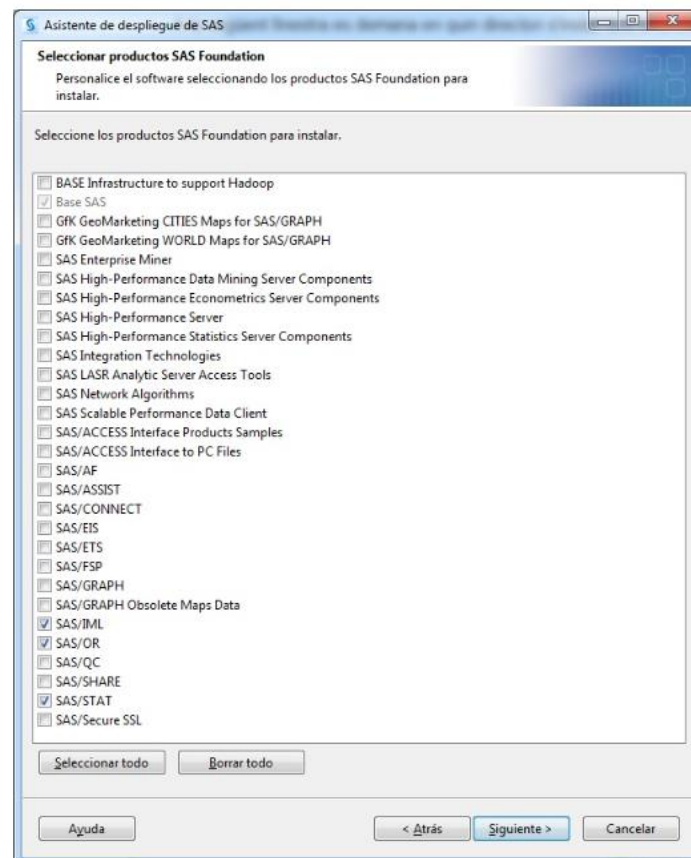 Asistente de despliegue de SAS
Seleccionar productos SAS Foundation
Personalice el software seleccionando los productos SAS Foundation para
instalar.
Seleccione los productos SAS Foundation para instalar.
BASE Infrastructure to support Hadoop
Base SAS
GfK GeoMarketing CITIES Maps for SAS/GRAPH
GfK GeoMarketing WORLD Maps for SAS/GRAPH
SAS Enterprise Miner
SAS High-Performance Data Mining Server Components
SAS High-Performance Econometrics Server Components
SAS High-Performance Server
SAS High-Performance Statistics Server Components
SAS Integration Technologies
SAS LASR Analytic Server Access Tools
SAS Network Algorithms
SAS Scalable Performance Data Client
SAS/ACCESS Interface Products Samples
SAS/ACCESS Interface to PC Files
SAS/AF
SAS/ASSIST
SAS/CONNECT
SAS/EIS
SAS/ETS
SAS/FSP
SAS/GRAPH
SAS/GRAPH Obsolete Maps Data
SAS/IML
SAS/OR
SAS/QC
SAS/SHARE
SAS/STAT
SAS/Secure SSL
Seleccionar todo
Borrar todo
Ayuda
< Atrás
Siguiente >
Cancelar